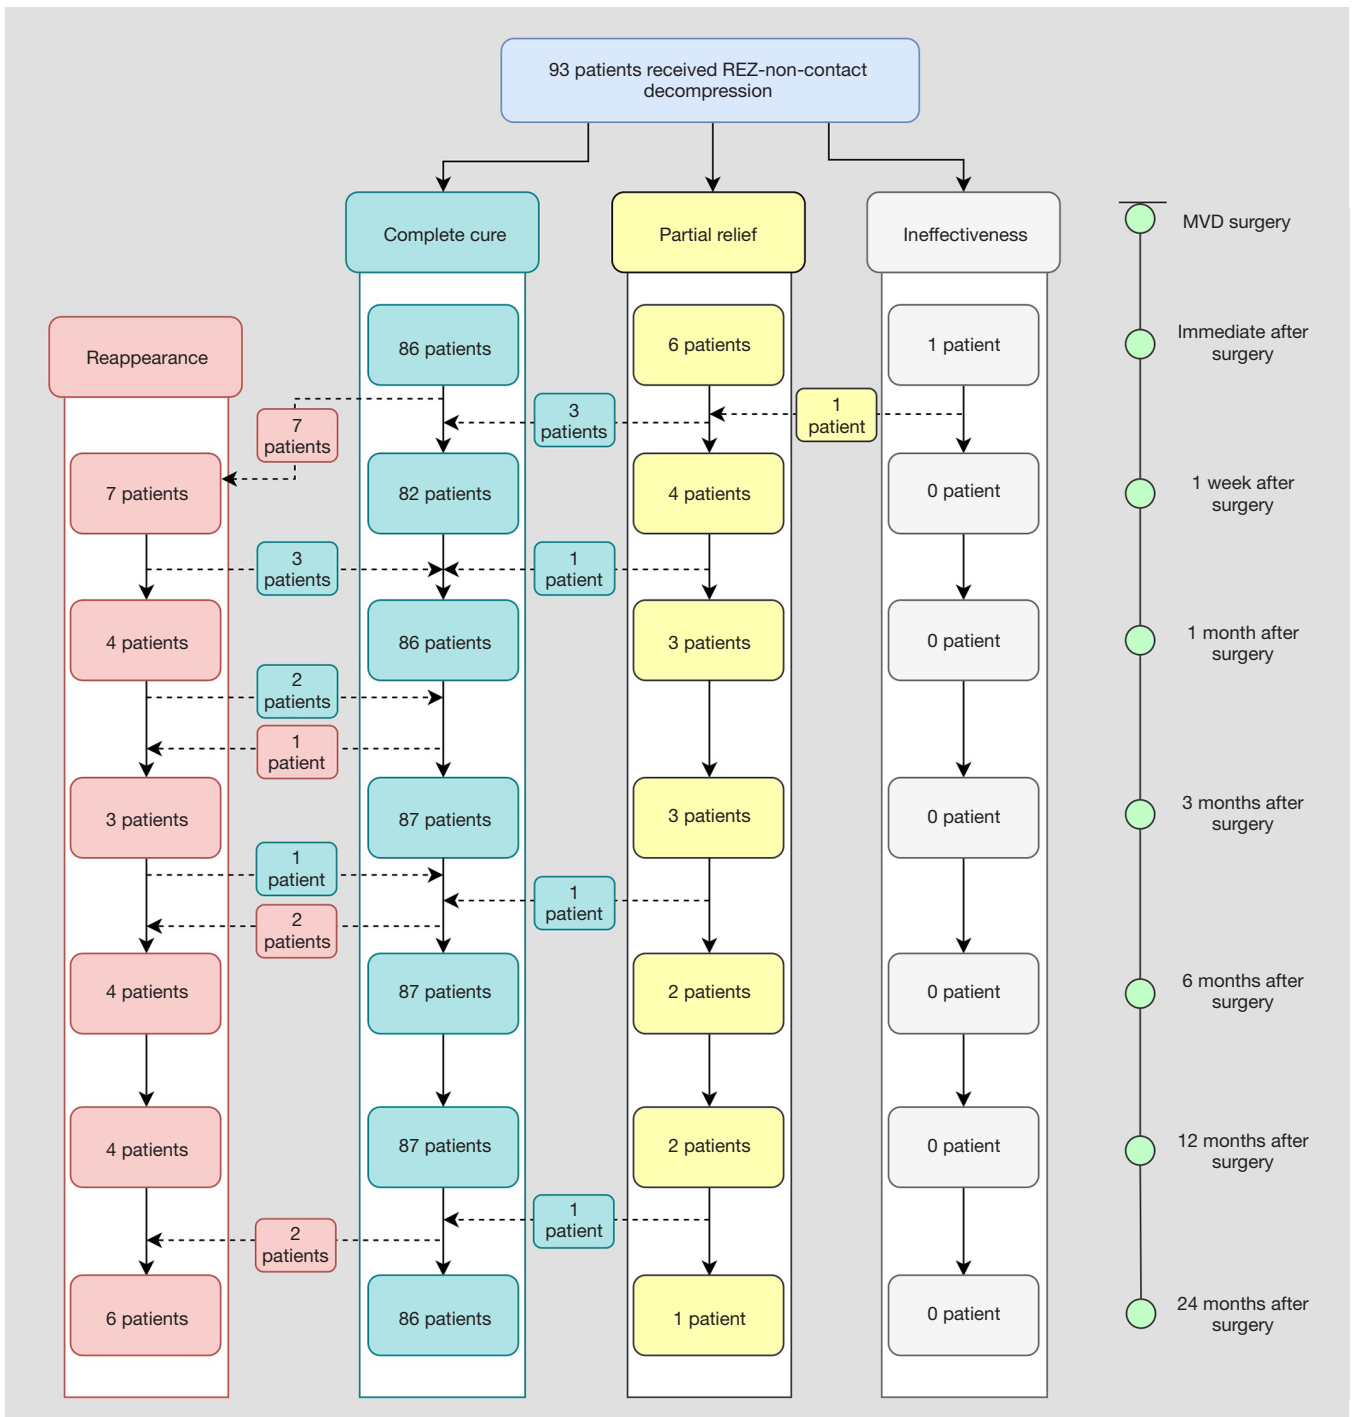 93 patients received REZ-non-contact
decompression
Complete cure
Partial relief
Ineffectiveness
MVD surgery
Reappearance
86 patients
6 patients
1 patient
Immediate after
surgery
7
patients
3
patients
1
patient
7 patients
82 patients
4 patients
0 patient
1 week after
surgery
3
patients
1
patient
4 patients
86 patients
3 patients
0 patient
1 month after
surgery
2
patients
1
patient
3 patients
87 patients
3 patients
0 patient
3 months after
surgery
1
patient
1
patient
2
patients
4 patients
87 patients
2 patients
0 patient
6 months after
surgery
4 patients
87 patients
2 patients
0 patient
12 months after
surgery
2
patients
1
patient
6 patients
86 patients
1 patient
0 patient
24 months after
surgery